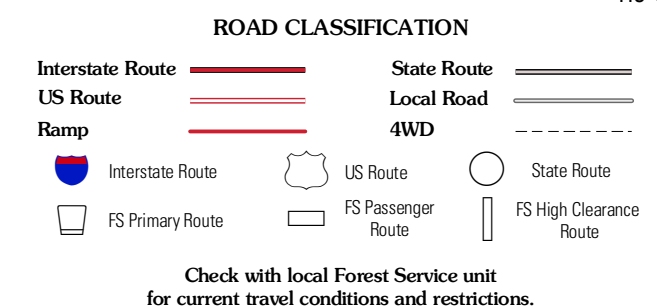 ROAD CLASSIFICATION
Interstate Route
State Route
US Route
Local Road
Ramp
4WD
Interstate Route
US Route
State Route
FS Primary Route
FS Passenger
Route
FS High Clearance
Route
Check with local Forest Service unit
for current travel conditions and restrictions.